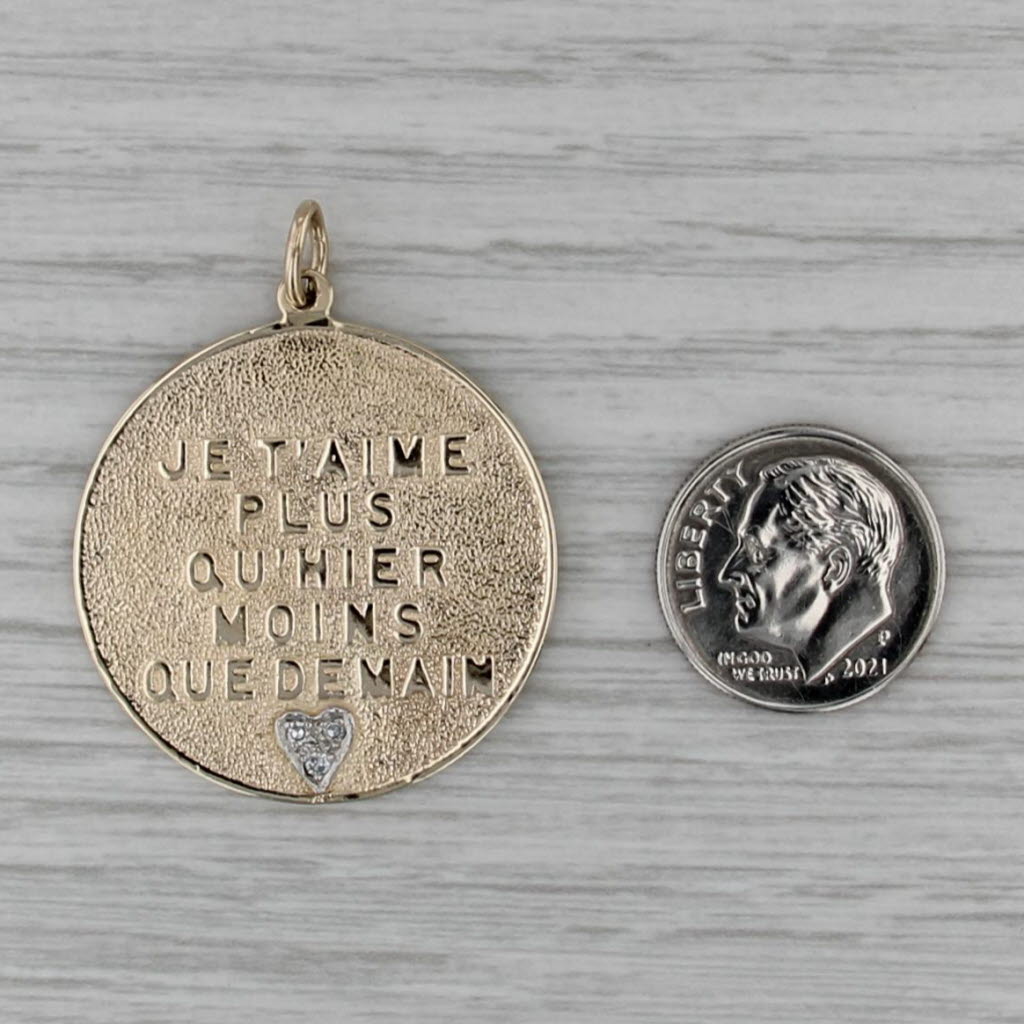 JE T'AIME
PLUS
QU'HIER
MOINS
QUE DEMAIN
LIBERTY
IN GOD
WE TRUST
P
2021